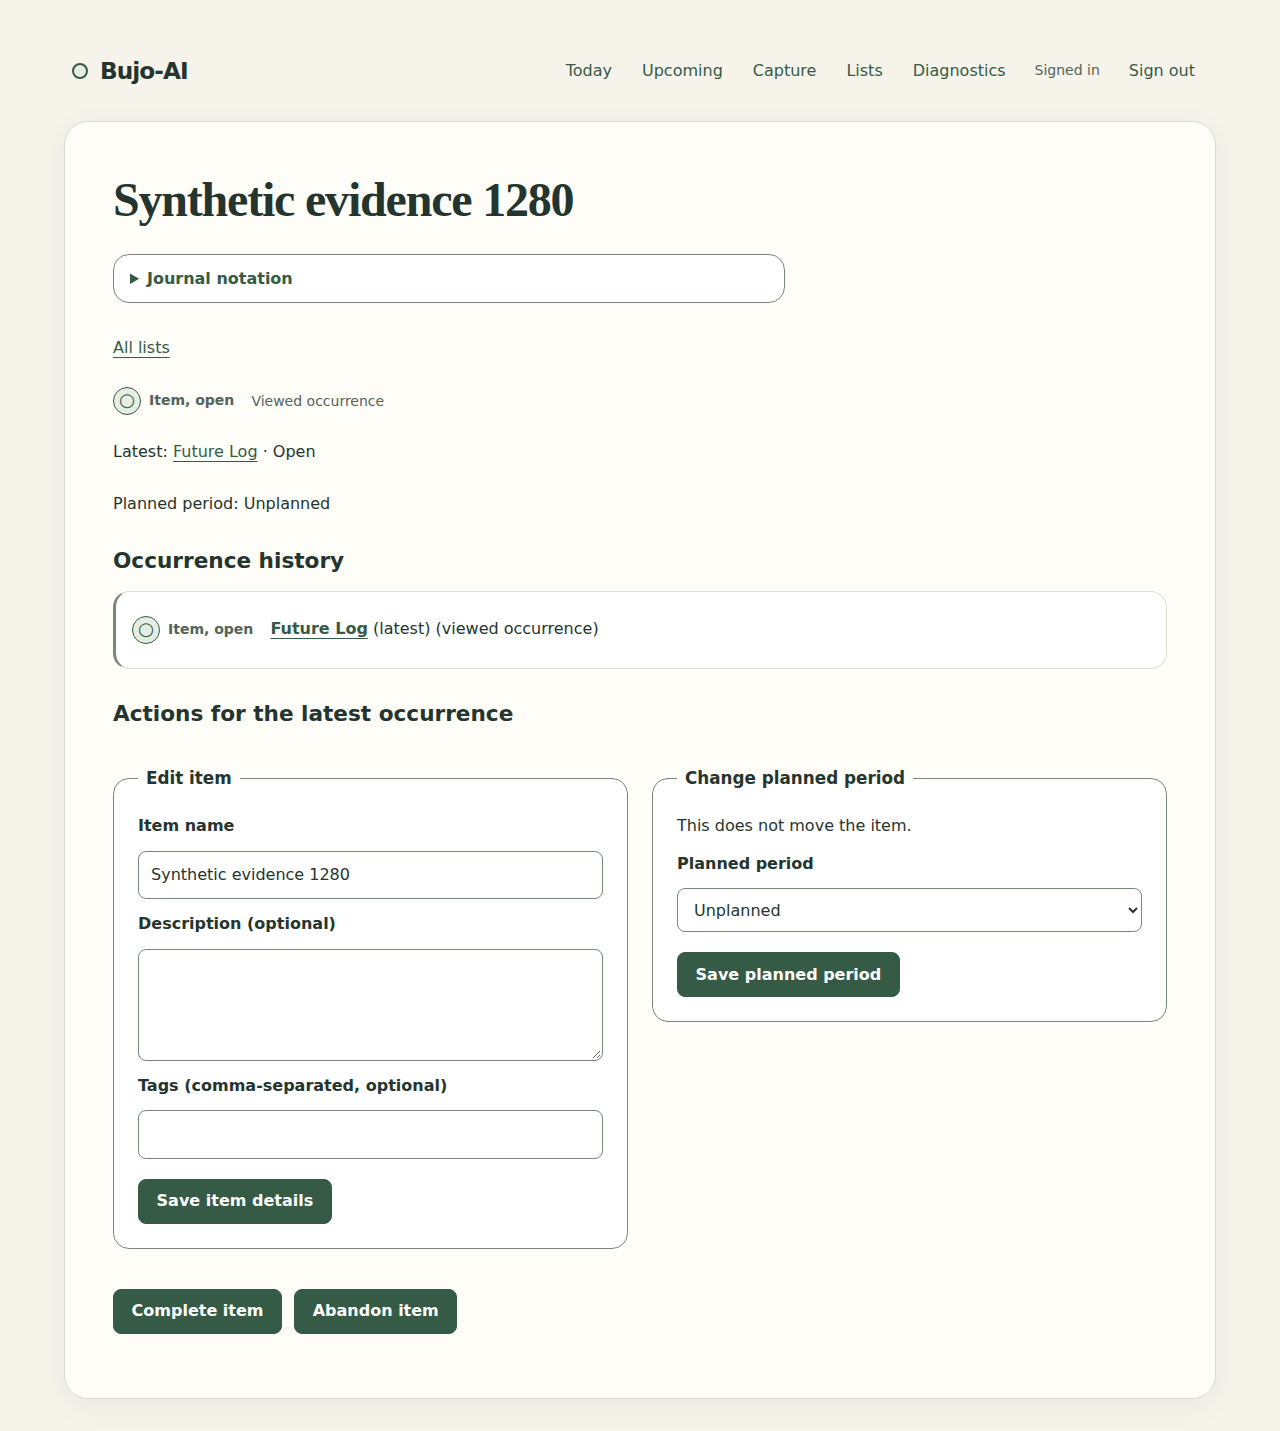 Bujo-AI
Today Upcoming Capture Lists Diagnostics Signed in Sign out
Synthetic evidence 1280
Journal notation
All lists
Item, open Viewed occurrence
Latest: Future Log · Open
Planned period: Unplanned
Occurrence history
Item, open Future Log (latest) (viewed occurrence)
Actions for the latest occurrence
Edit item
Item name
Synthetic evidence 1280
Description (optional)
Tags (comma-separated, optional)
Save item details
Change planned period
This does not move the item.
Planned period
Unplanned
Save planned period
Complete item Abandon item